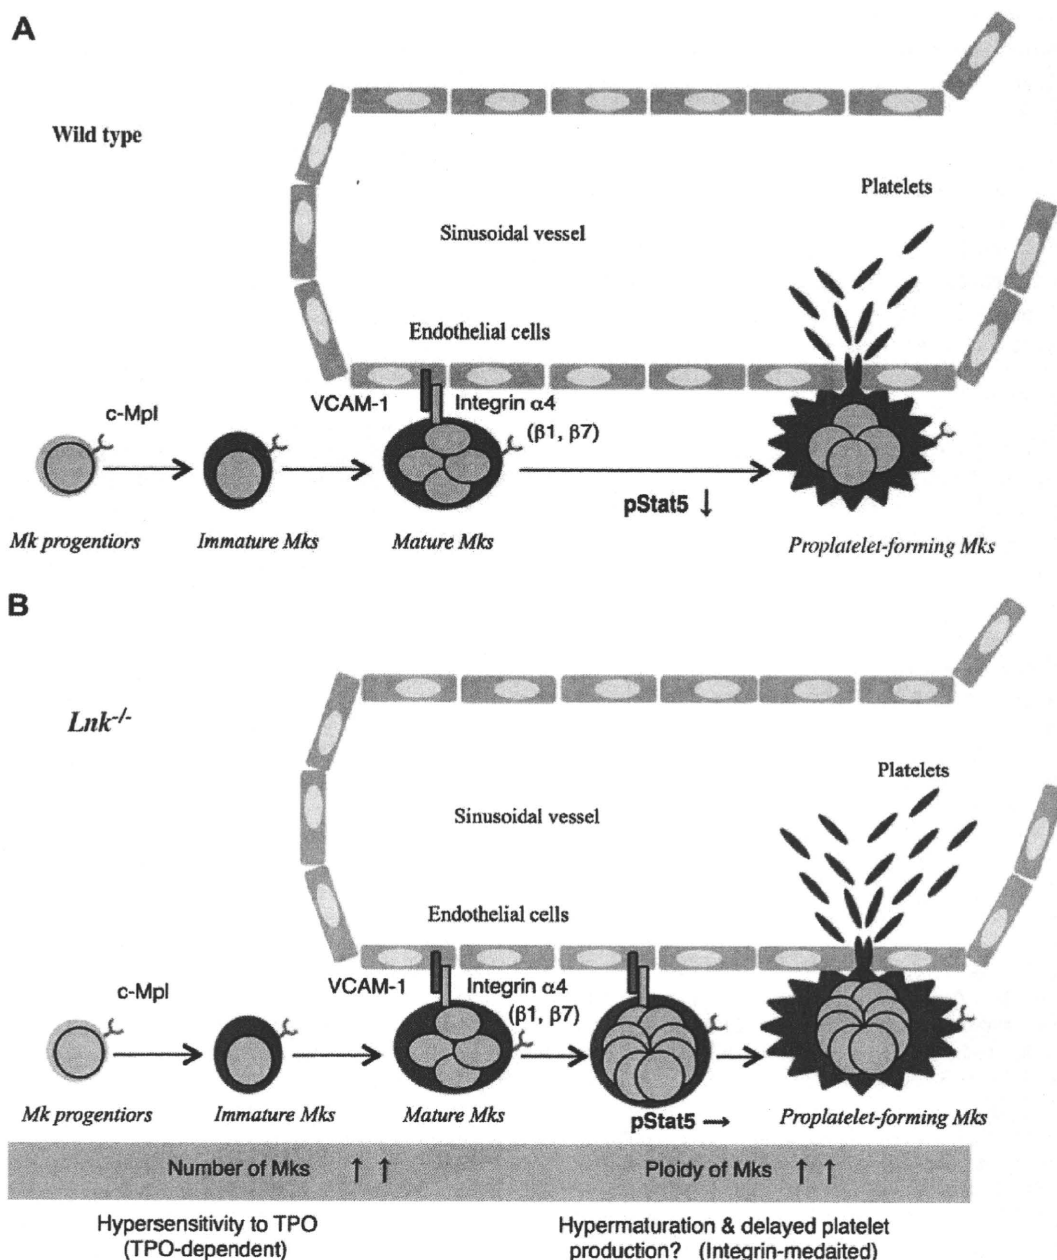 A
Wild type
Platelets
Sinusoidal vessel
Endothelial cells
VCAM-1
Integrin α4
(β1, β7)
c-Mpl
pStat5 ↓
Mk progentiors
Immature Mks
Mature Mks
Proplatelet-forming Mks
B
Lnk-/-
Platelets
Sinusoidal vessel
Endothelial cells
VCAM-1
Integrin α4
(β1, β7)
c-Mpl
Mk progentiors
Immature Mks
Mature Mks
pStat5 →
Proplatelet-forming Mks
Number of Mks ↑ ↑
Ploidy of Mks ↑ ↑
Hypersensitivity to TPO
(TPO-dependent)
Hypermaturation & delayed platelet
production? (Integrin-medaited)